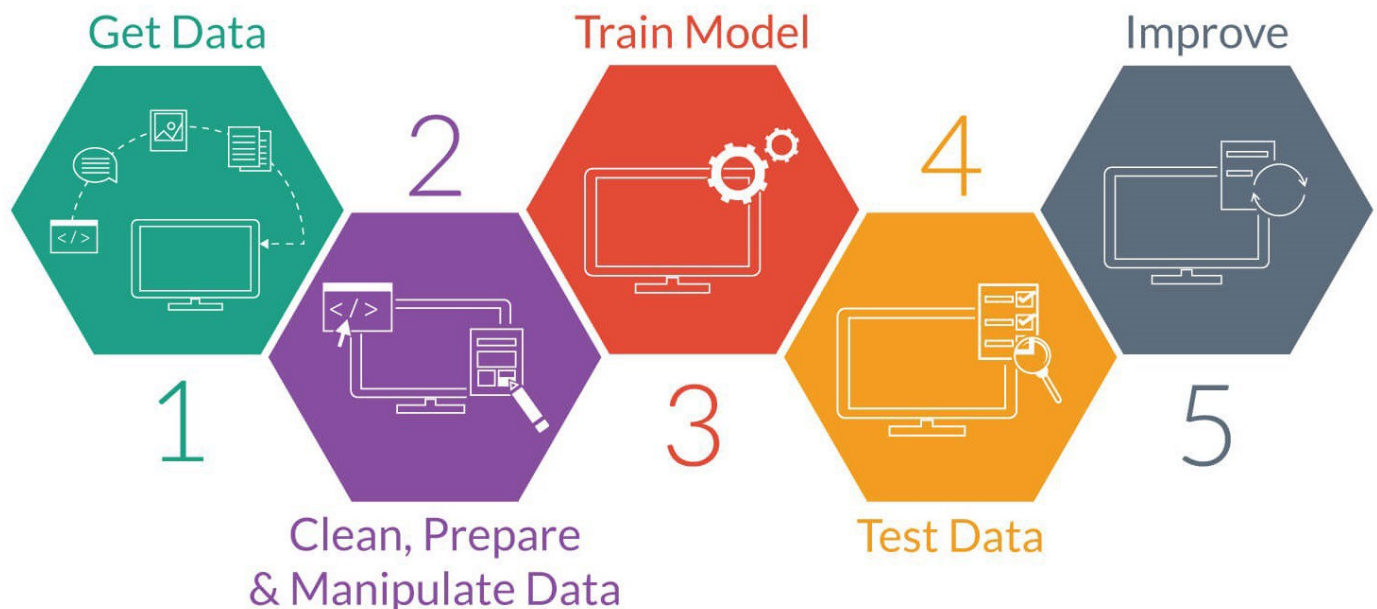 Get Data
1
</>
2
</>
Clean, Prepare
& Manipulate Data
Train Model
3
4
Test Data
Improve
5